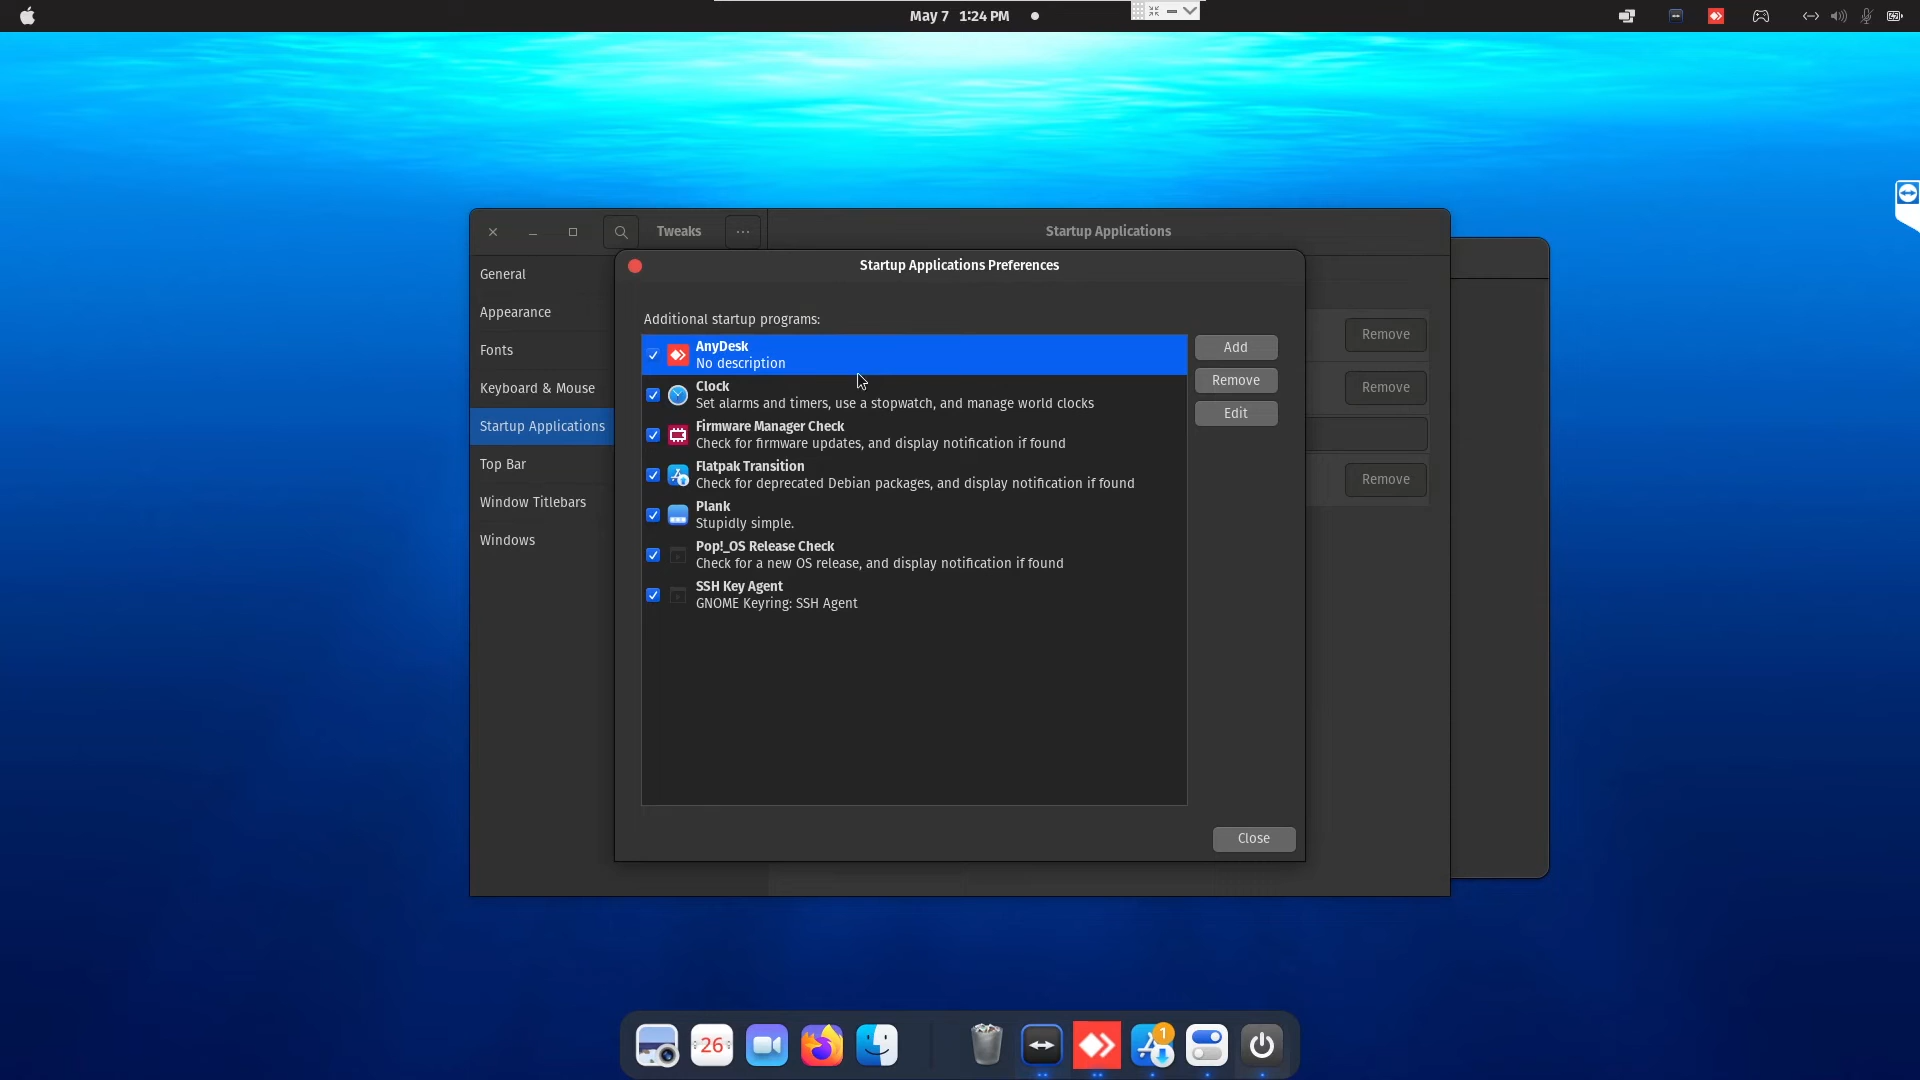 May 7 1:24 PM
Tweaks
Startup Applications
General
Appearance
Fonts
Keyboard & Mouse
Startup Applications
Top Bar
Window Titlebars
Windows
Remove
Remove
Remove
Startup Applications Preferences
Additional startup programs:
AnyDesk
No description
Clock
Set alarms and timers, use a stopwatch, and manage world clocks
Firmware Manager Check
Check for firmware updates, and display notification if found
Flatpak Transition
Check for deprecated Debian packages, and display notification if found
Plank
Stupidly simple.
Pop!_OS Release Check
Check for a new OS release, and display notification if found
SSH Key Agent
GNOME Keyring: SSH Agent
Add
Remove
Edit
Close
26
1